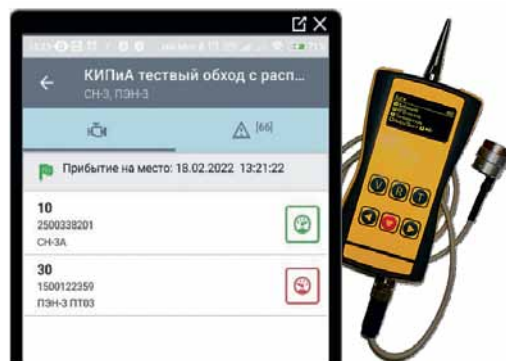 КИПиА тествый обход с расп...
СН-3, ПЭН-3
[66]
Прибытие на место: 18.02.2022 13:21:22
10
2500338201
СН-3А
30
1500122359
ПЭН-3 ПТ03
V R T